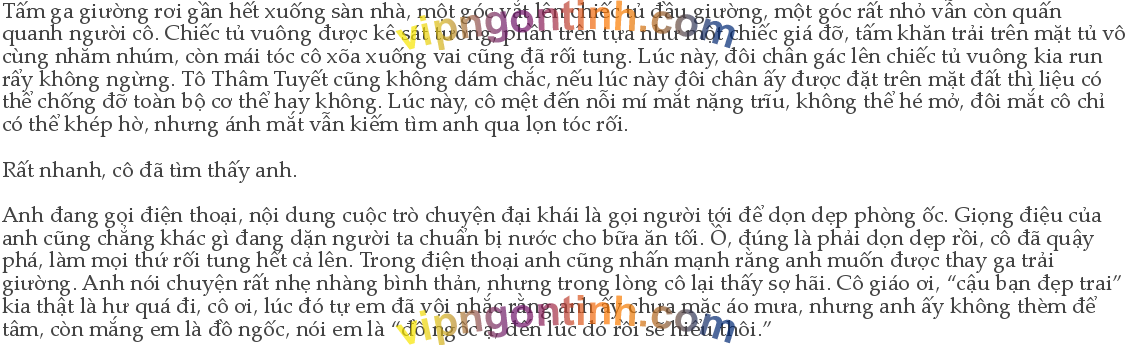 Tấm ga giường rơi gần hết xuống sàn nhà, một góc vắt lên chiếc tủ đầu giường, một góc rất nhỏ vẫn còn quấn
quanh người cô. Chiếc tủ vuông được kê sát tường, phần trên tựa như một chiếc giá đỡ, tấm khăn trải trên mặt tủ vô
cùng nhăm nhúm, còn mái tóc cô xõa xuống vai cũng đã rối tung. Lúc này, đôi chân gác lên chiếc tủ vuông kia run
rẩy không ngừng. Tô Thâm Tuyết cũng không dám chắc, nếu lúc này đôi chân ấy được đặt trên mặt đất thì liệu có
thể chống đỡ toàn bộ cơ thể hay không. Lúc này, cô mệt đến nỗi mí mắt nặng trĩu, không thể hé mở, đôi mắt cô chỉ
có thể khép hờ, nhưng ánh mắt vẫn kiếm tìm anh qua lọn tóc rối.
Rất nhanh, cô đã tìm thấy anh.
Anh đang gọi điện thoại, nội dung cuộc trò chuyện đại khái là gọi người tới để dọn dẹp phòng ốc. Giọng điệu của
anh cũng chẳng khác gì đang dặn người ta chuẩn bị nước cho bữa ăn tối. Ồ, đúng là phải dọn dẹp rồi, cô đã quậy
phá, làm mọi thứ rối tung hết cả lên. Trong điện thoại anh cũng nhấn mạnh rằng anh muốn được thay ga trải
giường. Anh nói chuyện rất nhẹ nhàng bình thản, nhưng trong lòng cô lại thấy sợ hãi. Cô giáo ơi, “cậu bạn đẹp trai”
kia thật là hư quá đi, cô ơi, lúc đó tự em đã vội nhắc rằng anh ấy chưa mặc áo mưa, nhưng anh ấy không thèm để
tâm, còn mắng em là đồ ngốc, nói em là “đồ ngốc ạ, đến lúc đó rồi sẽ hiểu thôi.”
vipngontinh.com
vipngontinh.com